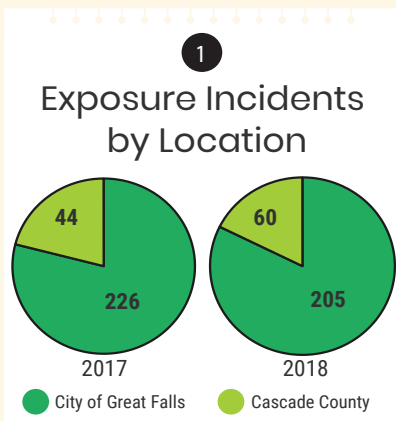 1
Exposure Incidents
by Location
44
226
60
205
2017
2018
City of Great Falls
Cascade County